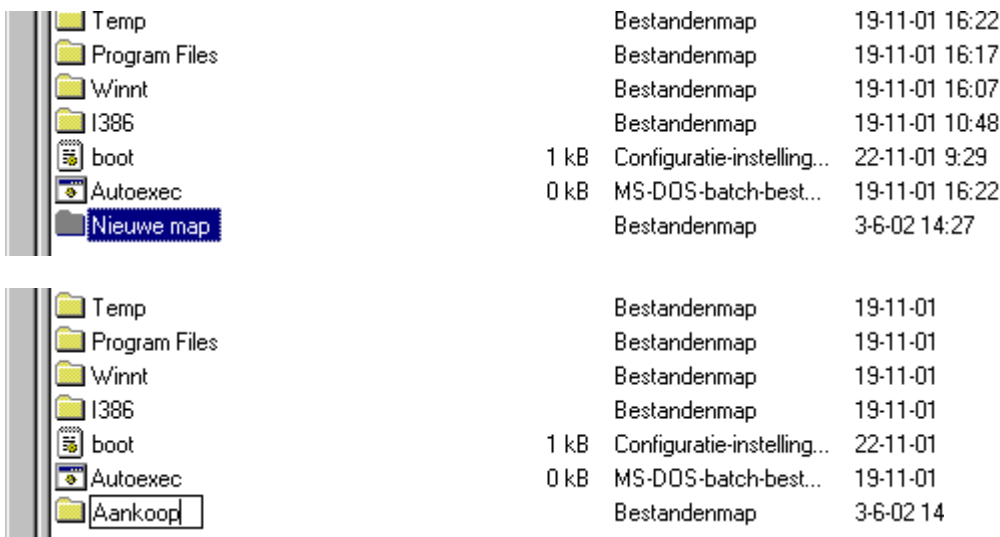 Temp Bestandenmap 19-11-01 16:22
Program Files Bestandenmap 19-11-01 16:17
Winnt Bestandenmap 19-11-01 16:07
I386 Bestandenmap 19-11-01 10:48
boot 1 kB Configuratie-instelling... 22-11-01 9:29
Autoexec 0 kB MS-DOS-batch-best... 19-11-01 16:22
Nieuwe map Bestandenmap 3-6-02 14:27
Temp Bestandenmap 19-11-01
Program Files Bestandenmap 19-11-01
Winnt Bestandenmap 19-11-01
I386 Bestandenmap 19-11-01
boot 1 kB Configuratie-instelling... 22-11-01
Autoexec 0 kB MS-DOS-batch-best... 19-11-01
Aankoop Bestandenmap 3-6-02 14